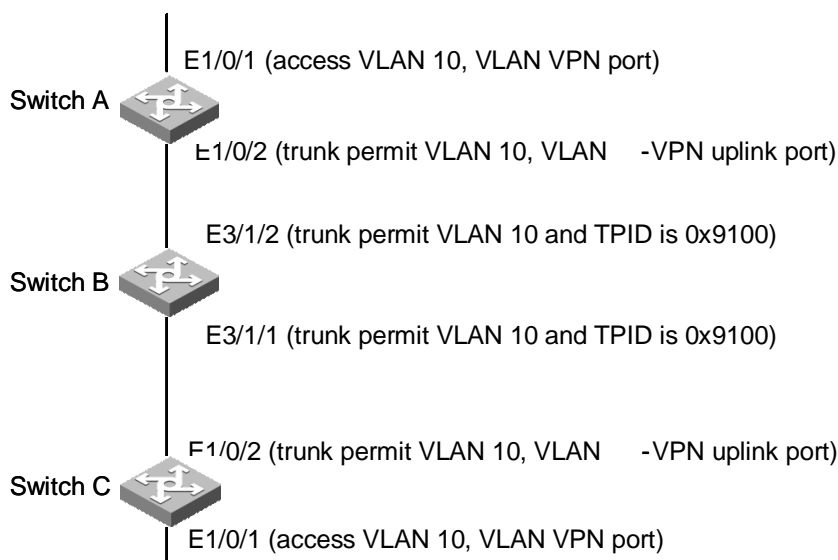 E1/0/1 (access VLAN 10, VLAN VPN port)
Switch A
E1/0/2 (trunk permit VLAN 10, VLAN -VPN uplink port)
E3/1/2 (trunk permit VLAN 10 and TPID is 0x9100)
Switch B
E3/1/1 (trunk permit VLAN 10 and TPID is 0x9100)
E1/0/2 (trunk permit VLAN 10, VLAN -VPN uplink port)
Switch C
E1/0/1 (access VLAN 10, VLAN VPN port)